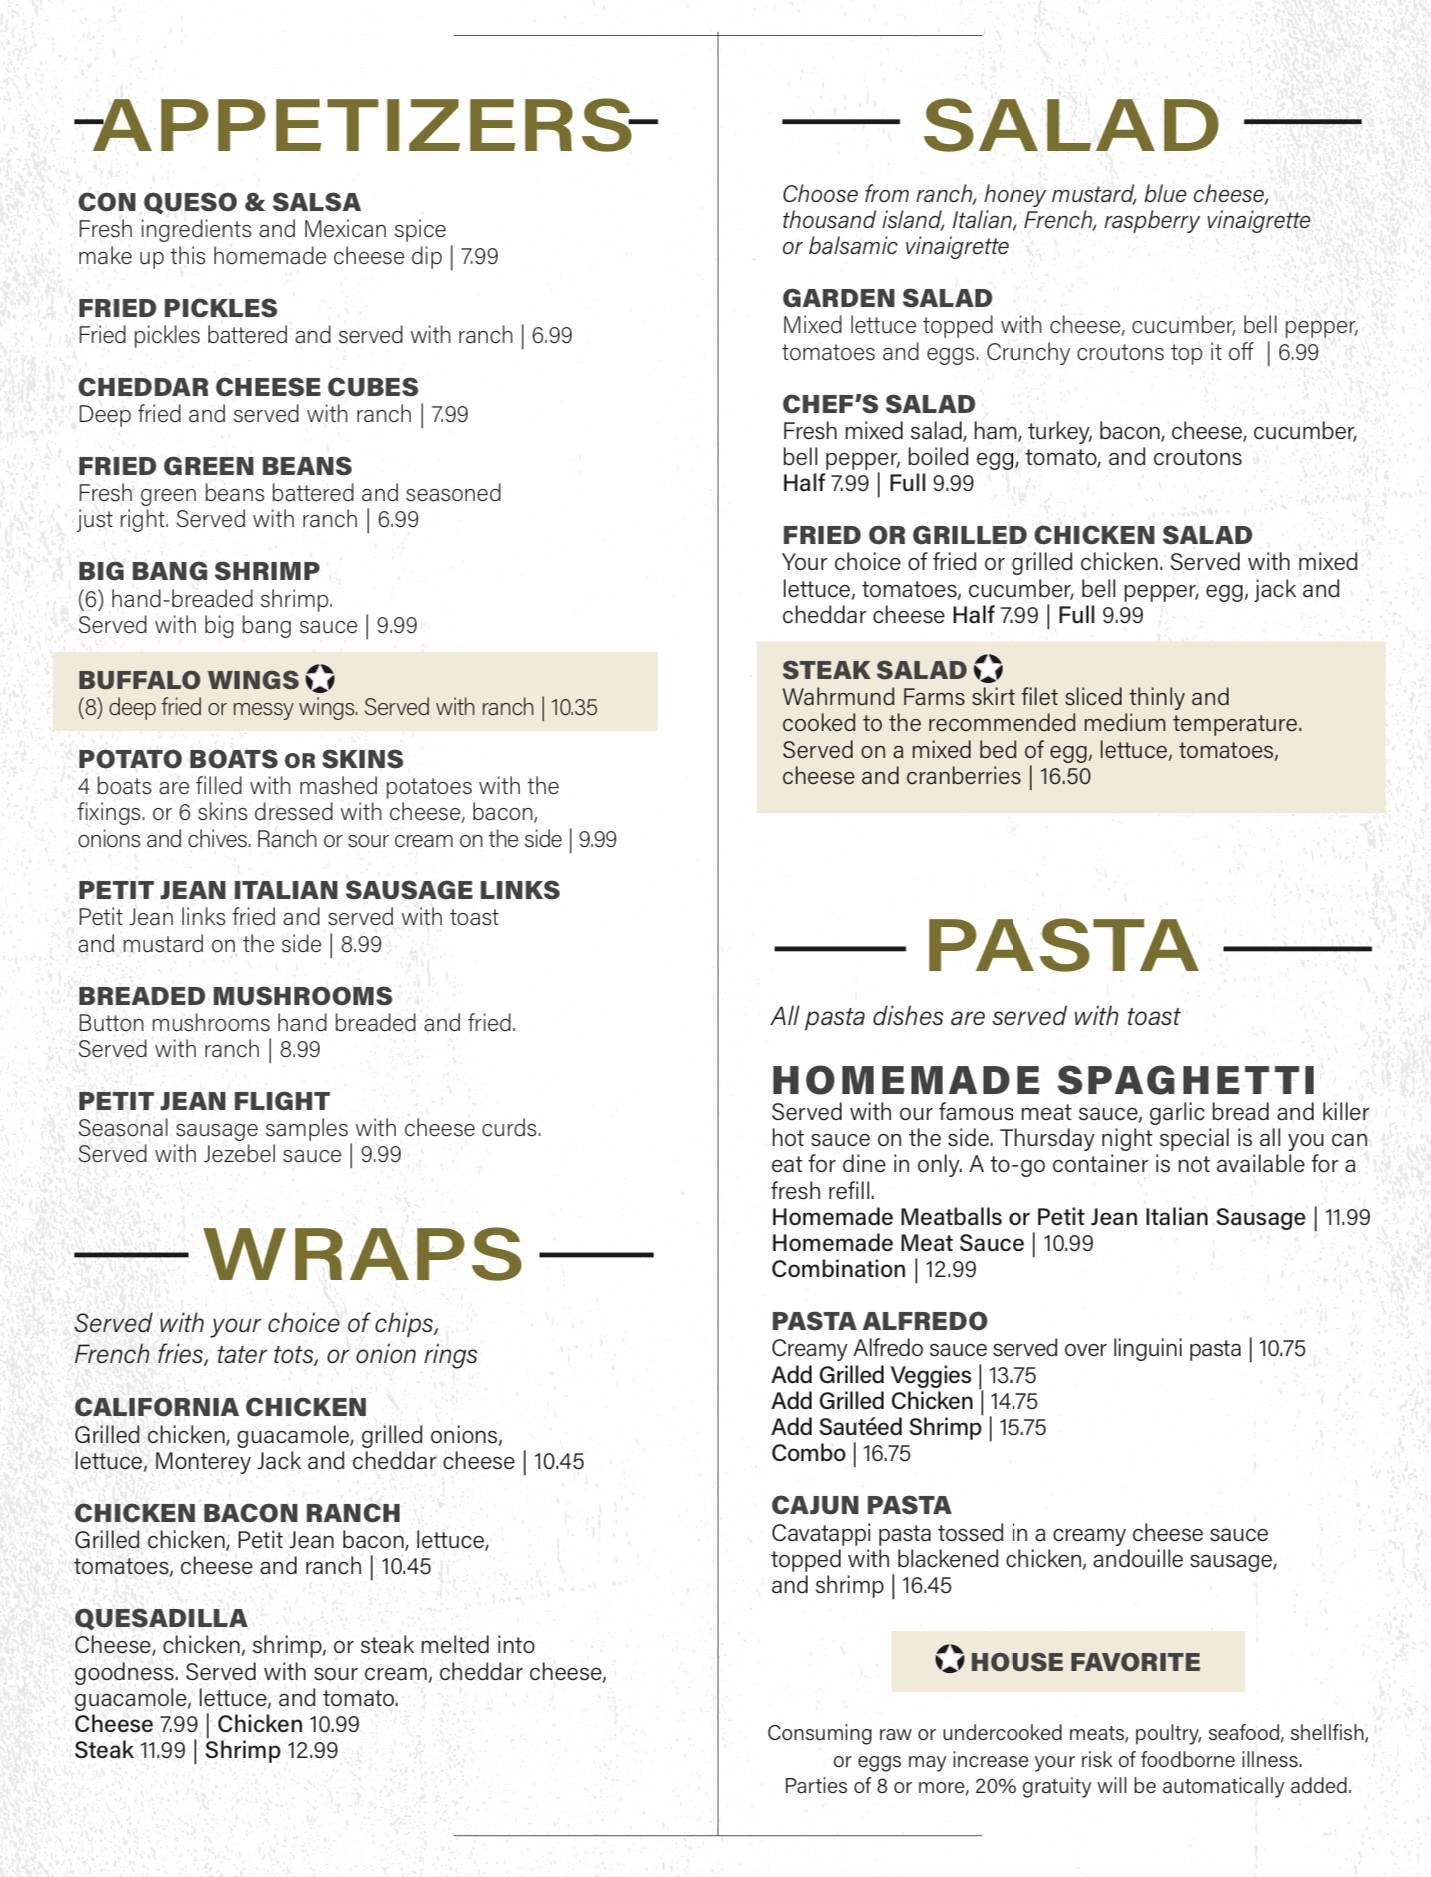 APPETIZERS
CON QUESO & SALSA
Fresh ingredients and Mexican spice
make up this homemade cheese dip | 7.99
FRIED PICKLES
Fried pickles battered and served with ranch | 6.99
CHEDDAR CHEESE CUBES
Deep fried and served with ranch | 7.99
FRIED GREEN BEANS
Fresh green beans battered and seasoned
just right. Served with ranch | 6.99
BIG BANG SHRIMP
(6) hand-breaded shrimp.
Served with big bang sauce | 9.99
BUFFALO WINGS
(8) deep fried or messy wings. Served with ranch | 10.35
POTATO BOATS OR SKINS
4 boats are filled with mashed potatoes with the
fixings. or 6 skins dressed with cheese, bacon,
onions and chives. Ranch or sour cream on the side | 9.99
PETIT JEAN ITALIAN SAUSAGE LINKS
Petit Jean links fried and served with toast
and mustard on the side | 8.99
BREADED MUSHROOMS
Button mushrooms hand breaded and fried.
Served with ranch | 8.99
PETIT JEAN FLIGHT
Seasonal sausage samples with cheese curds.
Served with Jezebel sauce | 9.99
WRAPS
Served with your choice of chips,
French fries, tater tots, or onion rings
CALIFORNIA CHICKEN
Grilled chicken, guacamole, grilled onions,
lettuce, Monterey Jack and cheddar cheese | 10.45
CHICKEN BACON RANCH
Grilled chicken, Petit Jean bacon, lettuce,
tomatoes, cheese and ranch | 10.45
QUESADILLA
Cheese, chicken, shrimp, or steak melted into
goodness. Served with sour cream, cheddar cheese,
guacamole, lettuce, and tomato.
Cheese 7.99 | Chicken 10.99
Steak 11.99 | Shrimp 12.99
SALAD
Choose from ranch, honey mustard, blue cheese,
thousand island, Italian, French, raspberry vinaigrette
or balsamic vinaigrette
GARDEN SALAD
Mixed lettuce topped with cheese, cucumber, bell pepper,
tomatoes and eggs. Crunchy croutons top it off | 6.99
CHEF'S SALAD
Fresh mixed salad, ham, turkey, bacon, cheese, cucumber,
bell pepper, boiled egg, tomato, and croutons
Half 7.99 | Full 9.99
FRIED OR GRILLED CHICKEN SALAD
Your choice of fried or grilled chicken. Served with mixed
lettuce, tomatoes, cucumber, bell pepper, egg, jack and
cheddar cheese Half 7.99 | Full 9.99
STEAK SALAD
Wahrmund Farms skirt filet sliced thinly and
cooked to the recommended medium temperature.
Served on a mixed bed of egg, lettuce, tomatoes,
cheese and cranberries | 16.50
PASTA
All pasta dishes are served with toast
HOMEMADE SPAGHETTI
Served with our famous meat sauce, garlic bread and killer
hot sauce on the side. Thursday night special is all you can
eat for dine in only. A to-go container is not available for a
fresh refill.
Homemade Meatballs or Petit Jean Italian Sausage | 11.99
Homemade Meat Sauce | 10.99
Combination | 12.99
PASTA ALFREDO
Creamy Alfredo sauce served over linguini pasta | 10.75
Add Grilled Veggies | 13.75
Add Grilled Chicken | 14.75
Add Sautéed Shrimp | 15.75
Combo | 16.75
CAJUN PASTA
Cavatappi pasta tossed in a creamy cheese sauce
topped with blackened chicken, andouille sausage,
and shrimp | 16.45
HOUSE FAVORITE
Consuming raw or undercooked meats, poultry, seafood, shellfish,
or eggs may increase your risk of foodborne illness.
Parties of 8 or more, 20% gratuity will be automatically added.